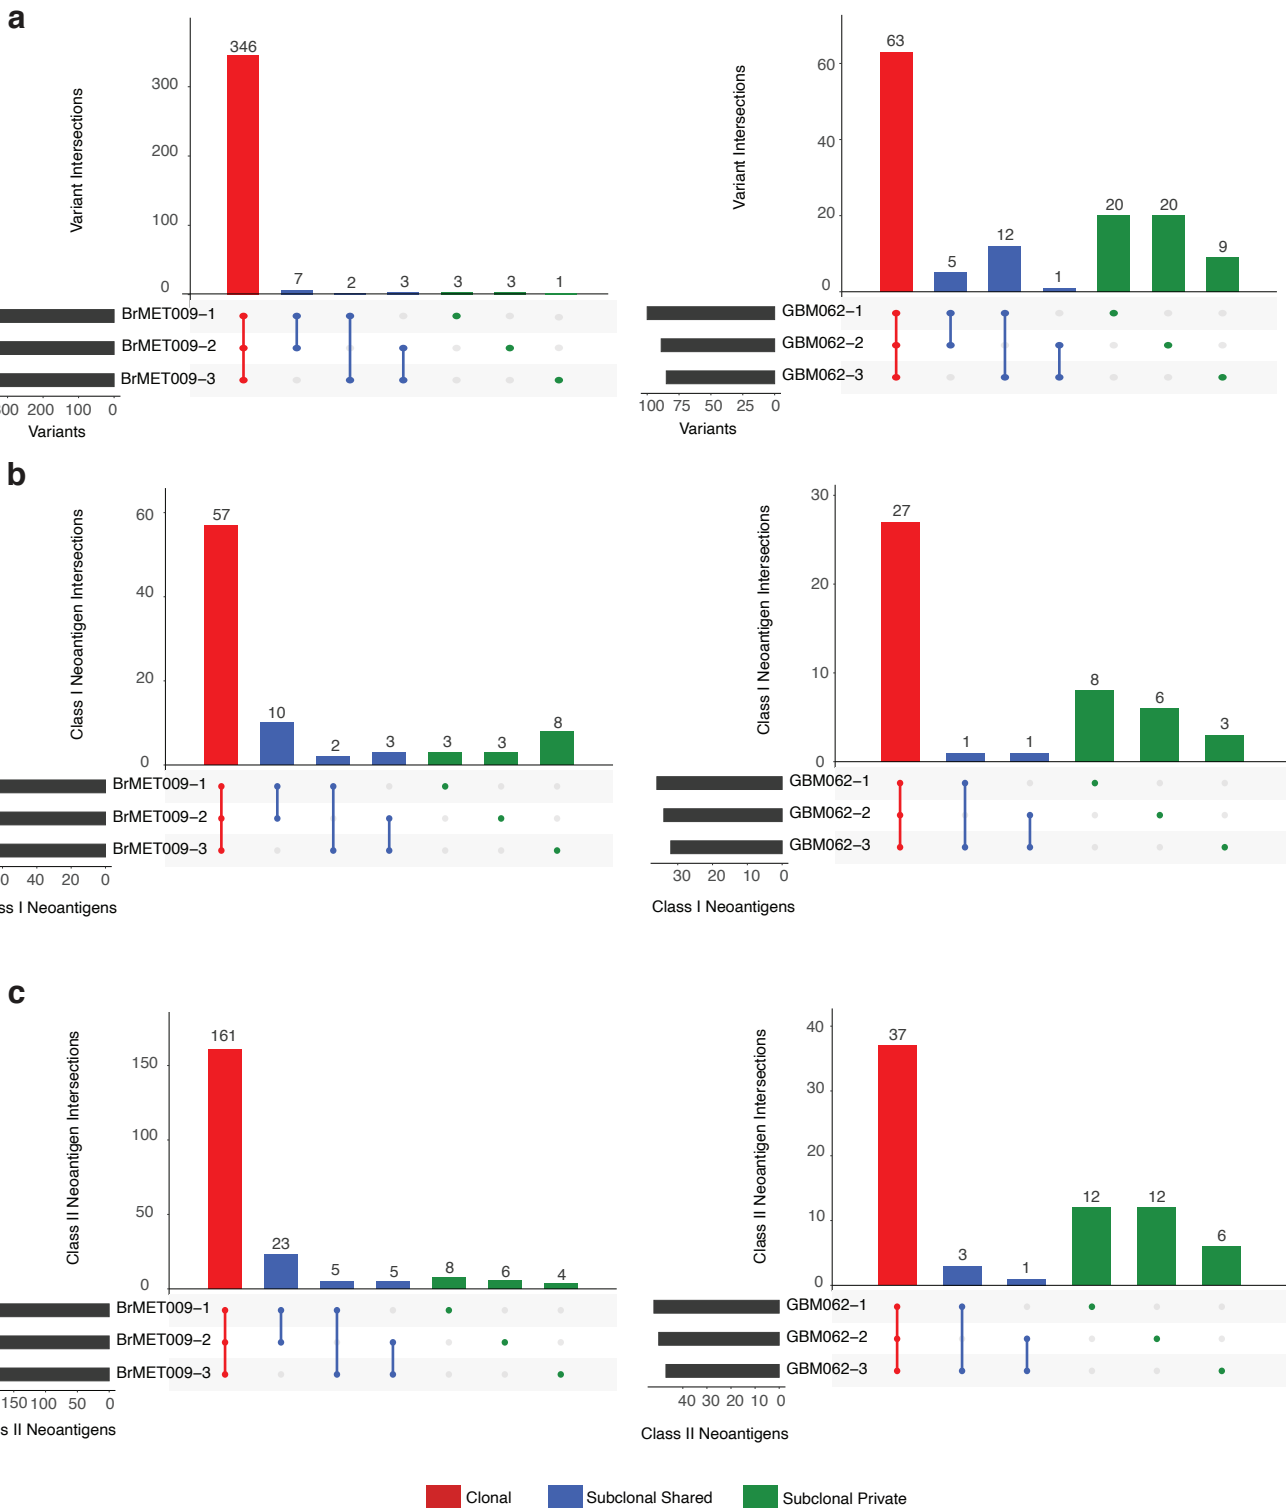 a
Variant Intersections
300
200
100
0
346
7
2
3
3
3
1
BrMET009−1
BrMET009−2
BrMET009−3
200
100
0
Variants
Variant Intersections
60
40
20
0
63
5
12
1
20
20
9
GBM062−1
GBM062−2
GBM062−3
100
75
50
25
0
Variants
b
Class I Neoantigen Intersections
60
40
20
0
57
10
2
3
3
3
8
BrMET009−1
BrMET009−2
BrMET009−3
0
40
20
0
ss I Neoantigens
Class I Neoantigen Intersections
30
20
10
0
27
1
1
8
6
3
GBM062−1
GBM062−2
GBM062−3
30
20
10
0
Class I Neoantigens
c
Class II Neoantigen Intersections
150
100
50
0
161
23
5
5
8
6
4
BrMET009−1
BrMET009−2
BrMET009−3
150
100
50
0
s II Neoantigens
Class II Neoantigen Intersections
40
30
20
10
0
37
3
1
12
12
6
GBM062−1
GBM062−2
GBM062−3
40
30
20
10
0
Class II Neoantigens
Clonal
Subclonal Shared
Subclonal Private